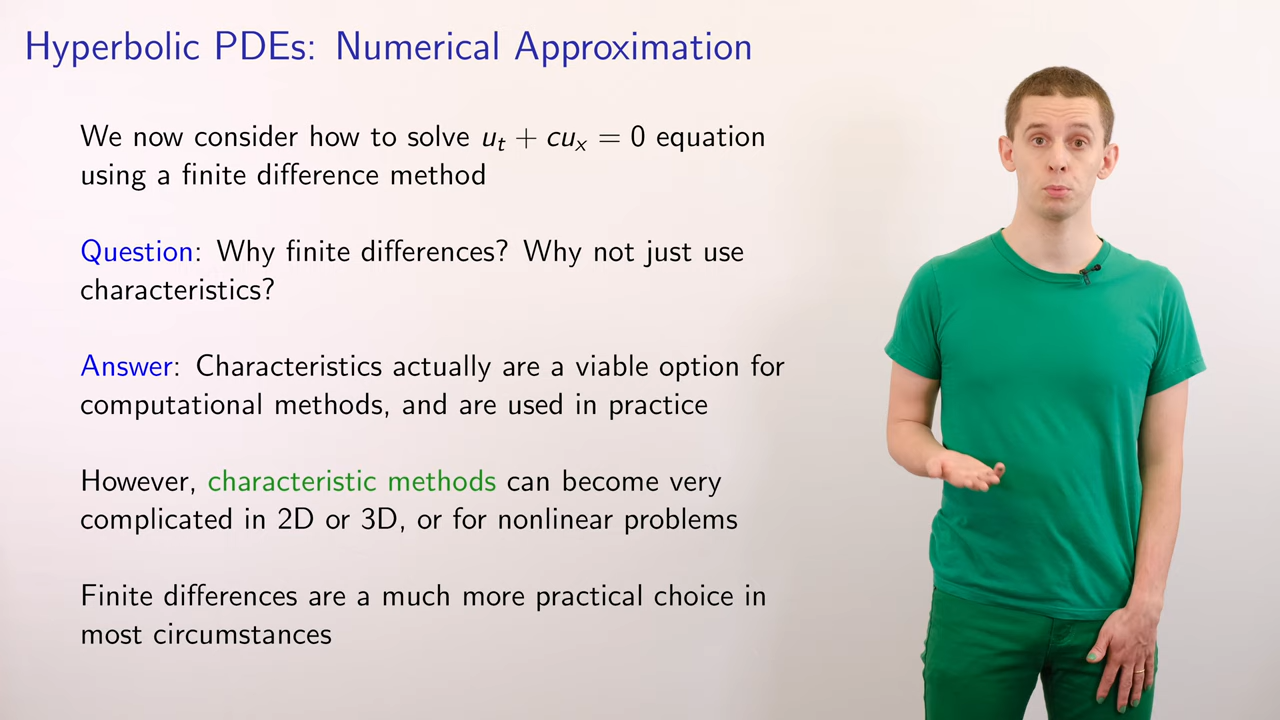 Hyperbolic PDEs: Numerical Approximation
We now consider how to solve $u_t + cu_x = 0$ equation
using a finite difference method
Question: Why finite differences? Why not just use
characteristics?
Answer: Characteristics actually are a viable option for
computational methods, and are used in practice
However, characteristic methods can become very
complicated in 2D or 3D, or for nonlinear problems
Finite differences are a much more practical choice in
most circumstances